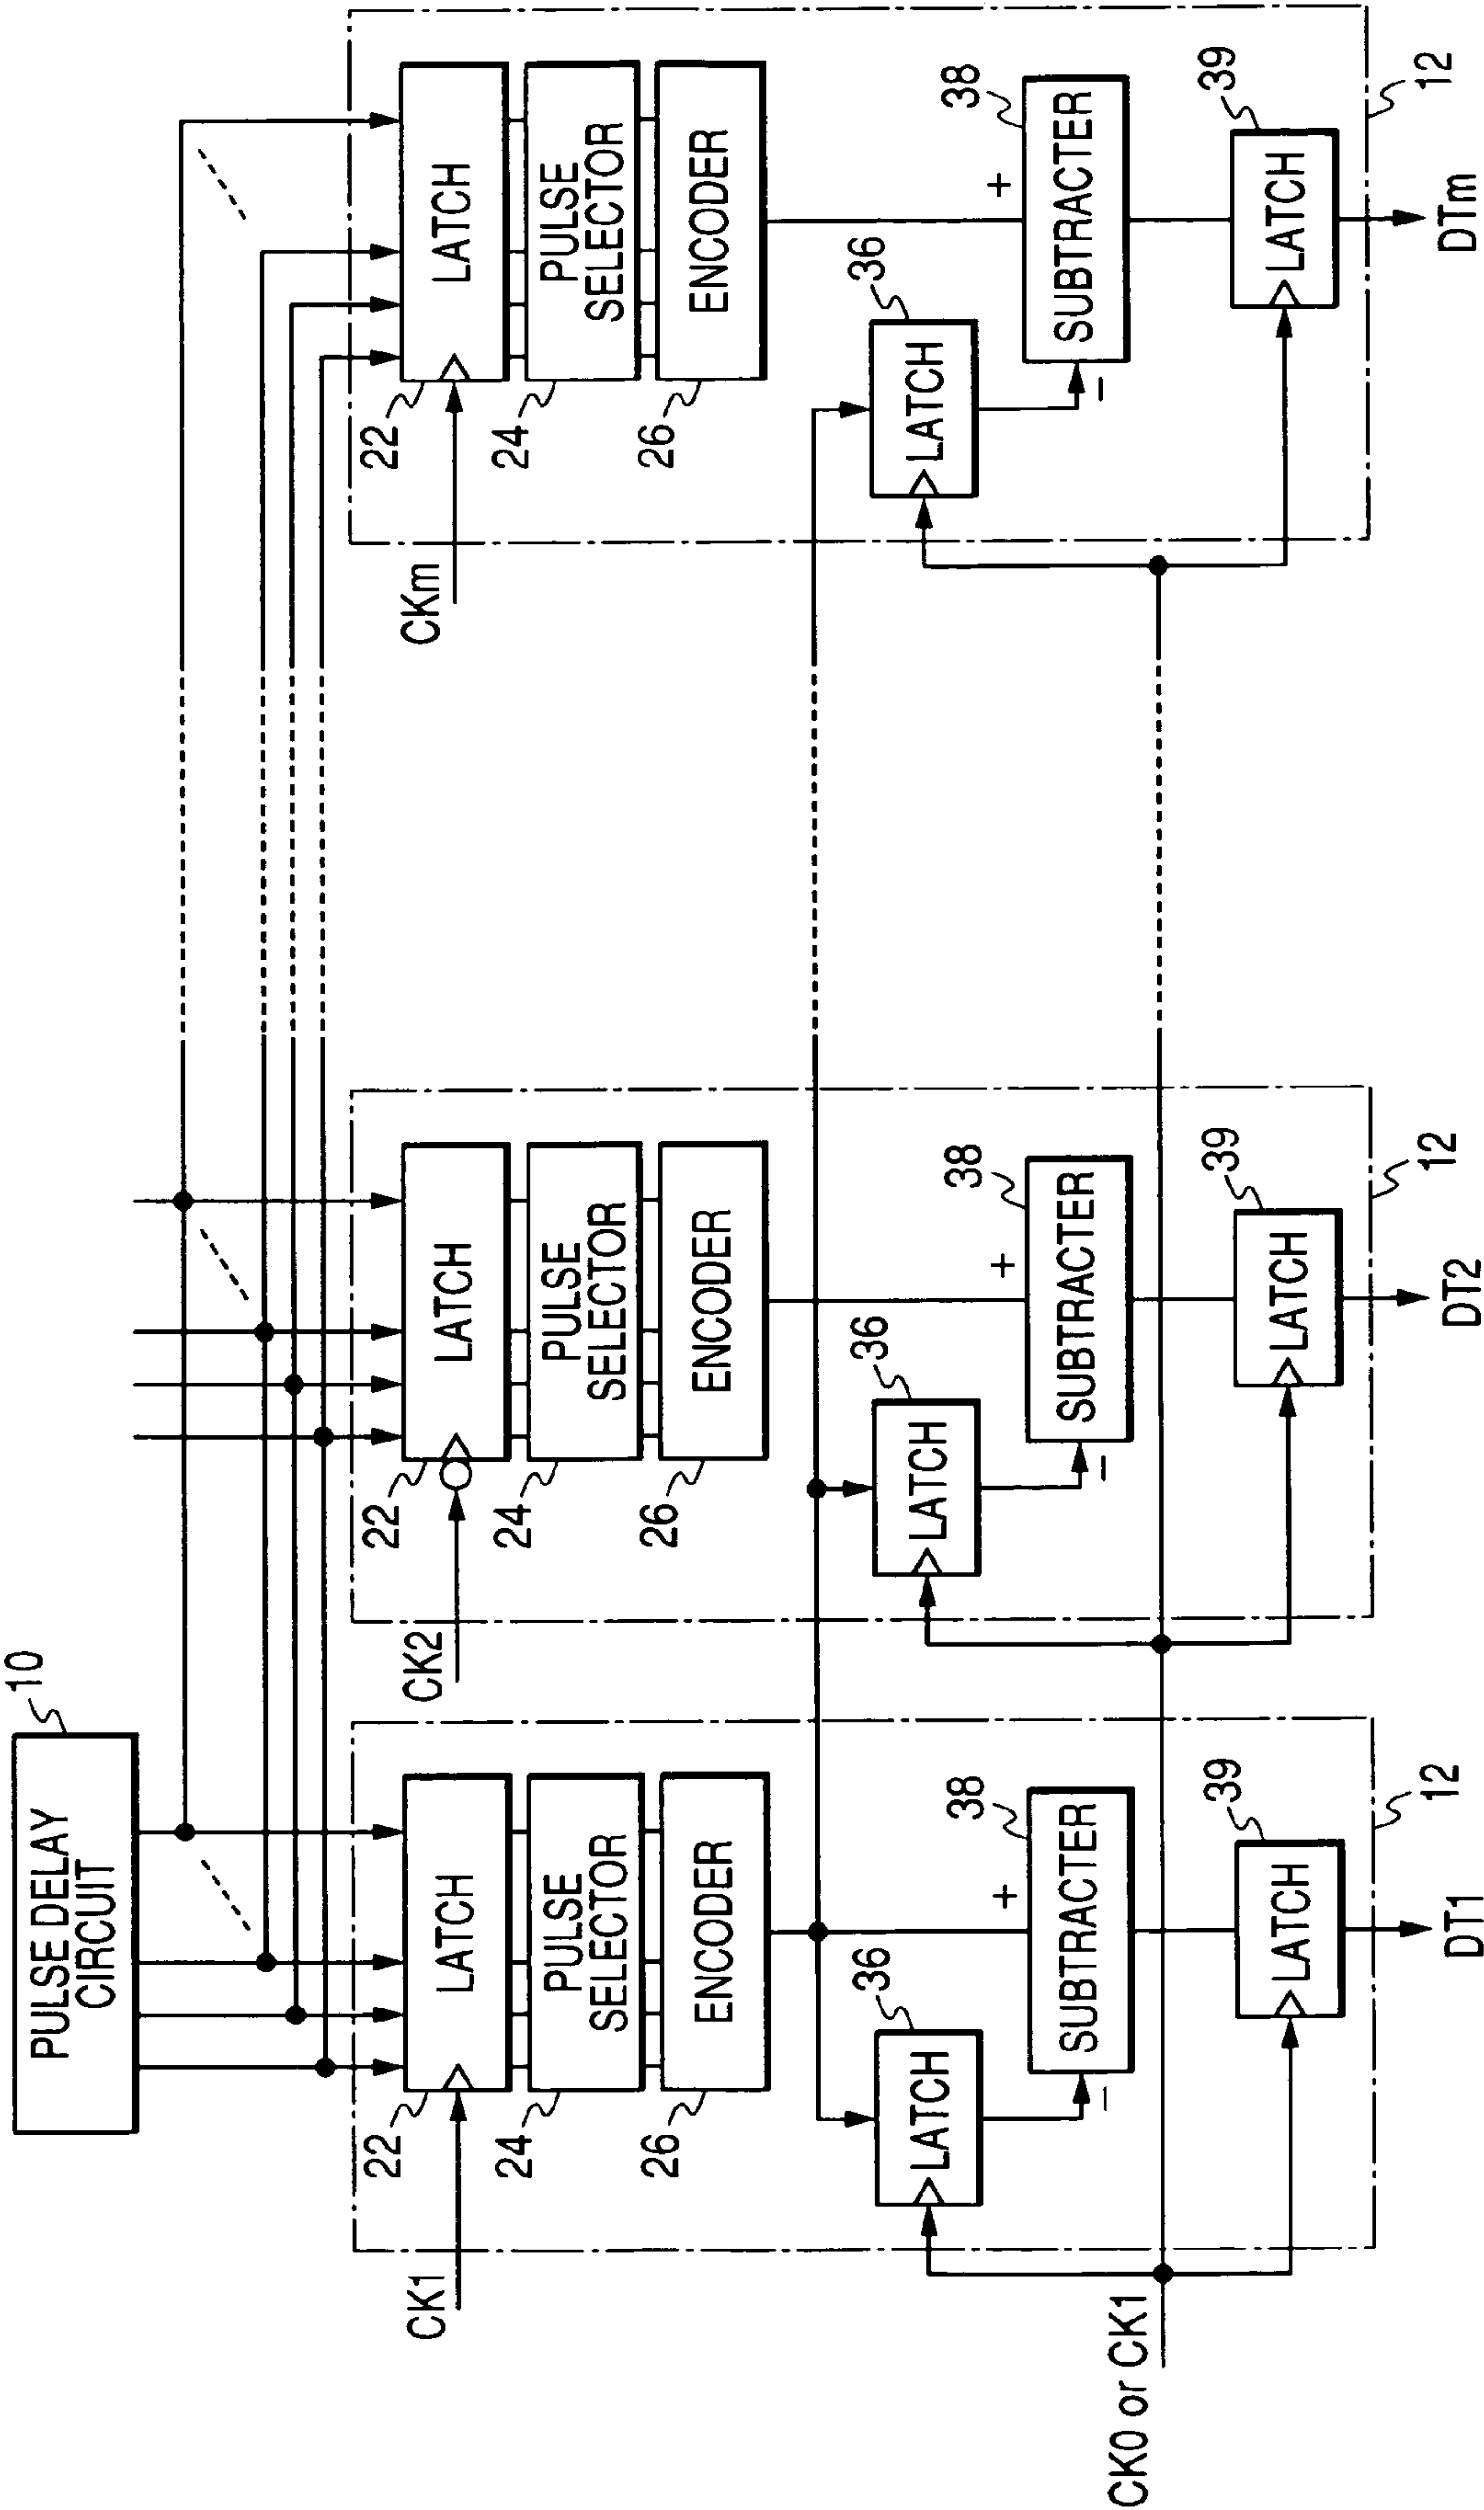 10
PULSE DELAY
CIRCUIT
CK1
22
LATCH
24
PULSE
SELECTOR
26
ENCODER
36
LATCH
38
+
−
SUBTRACTER
39
LATCH
12
DT1
CK0 or CK1
CK2
22
LATCH
24
PULSE
SELECTOR
26
ENCODER
36
LATCH
38
+
−
SUBTRACTER
39
LATCH
12
DT2
CKm
22
LATCH
24
PULSE
SELECTOR
26
ENCODER
36
LATCH
38
+
−
SUBTRACTER
39
LATCH
12
DTm